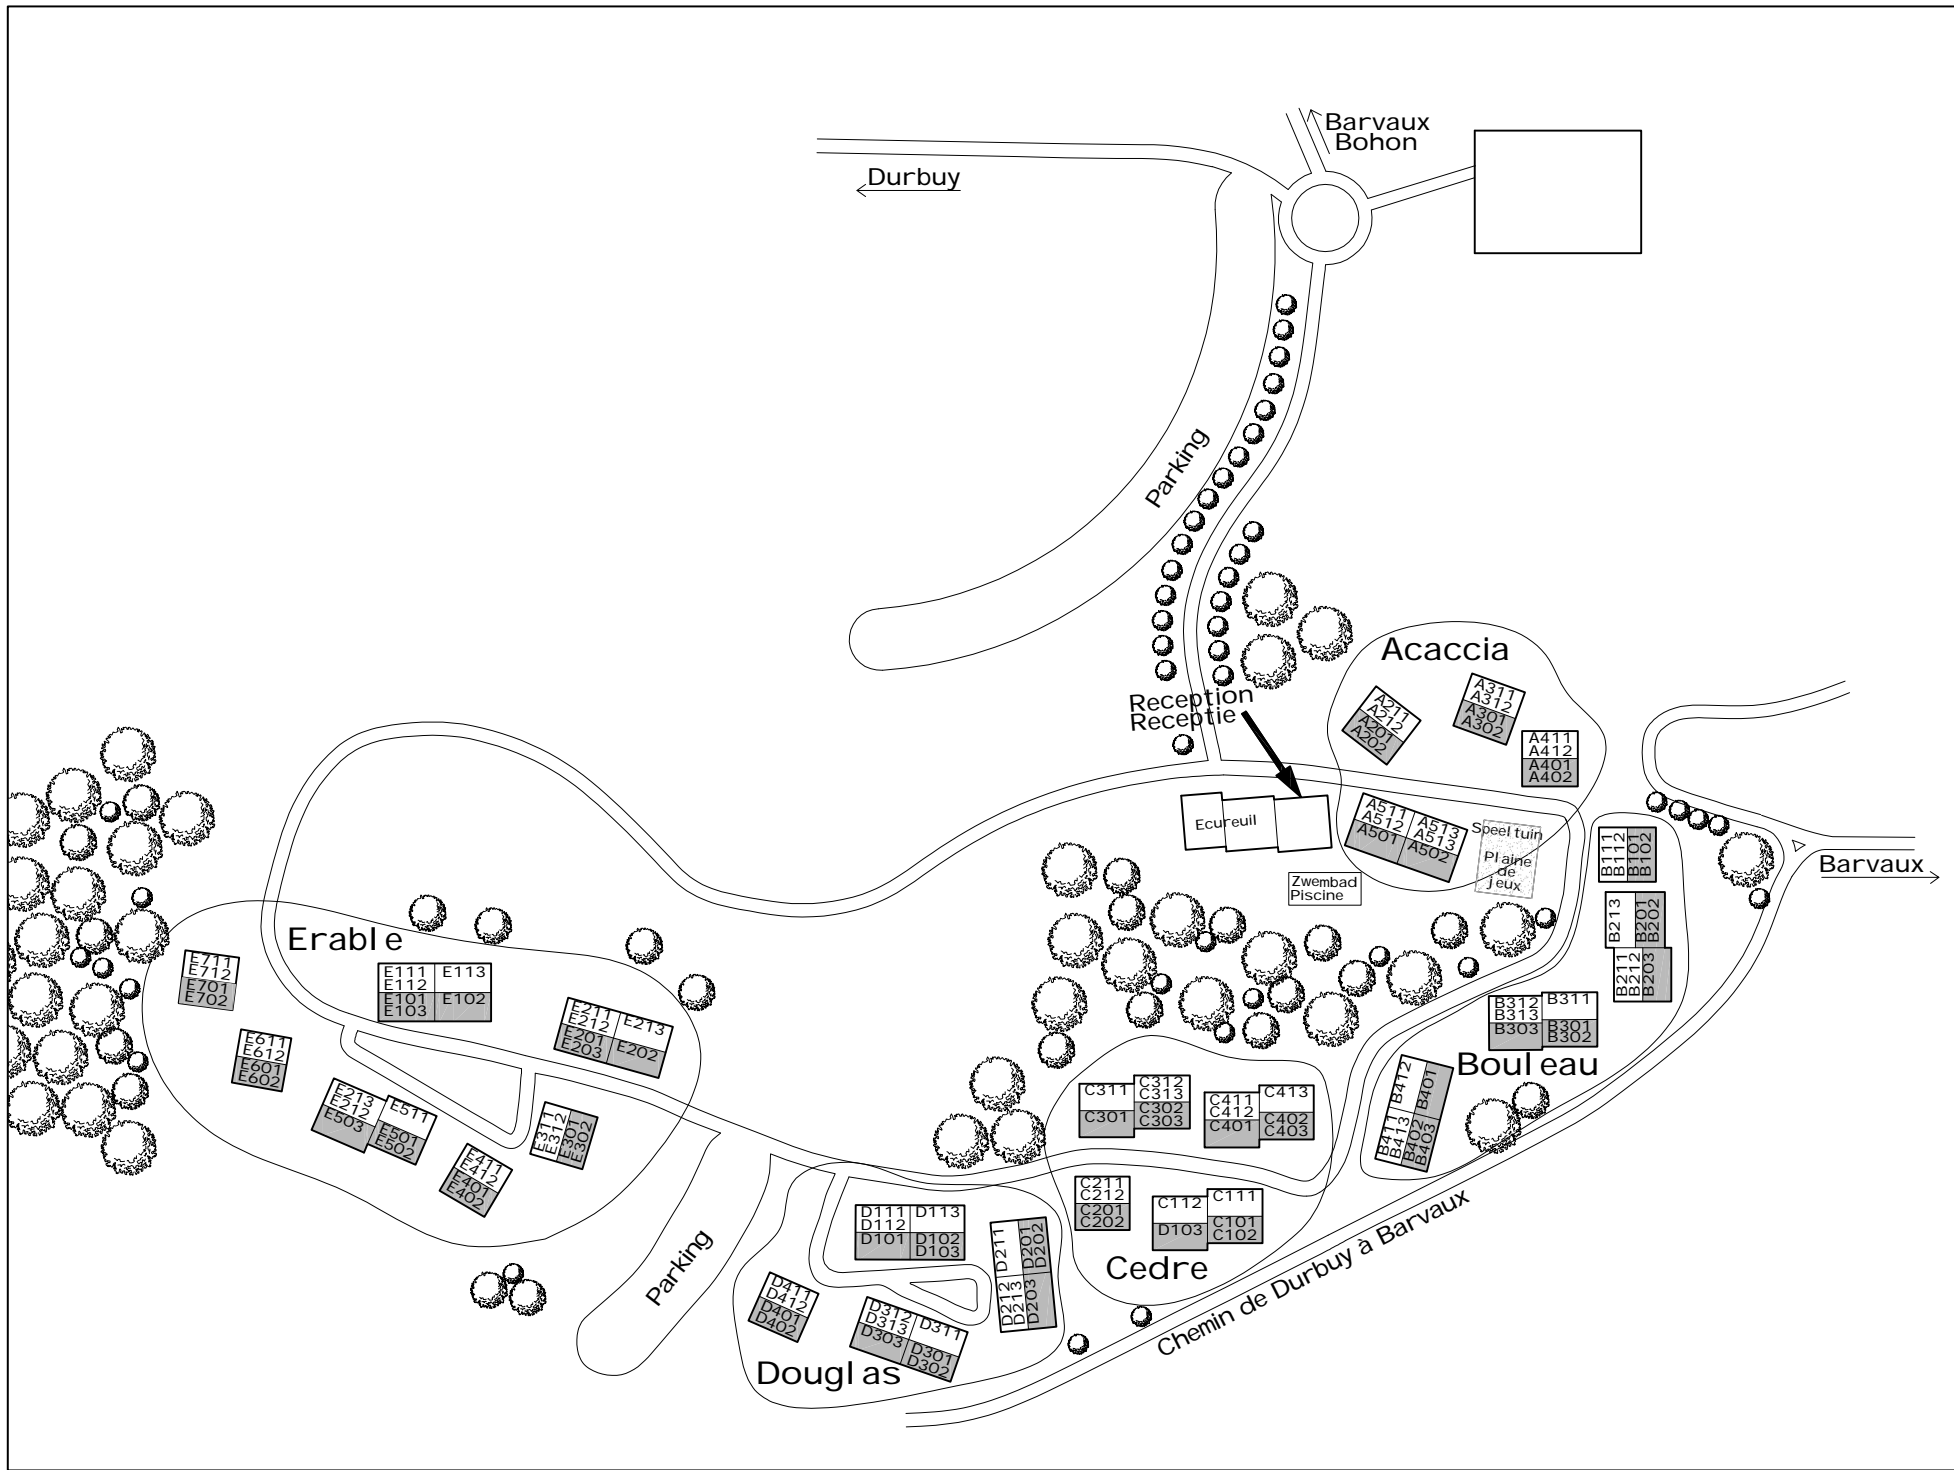 Barvaux
Bohon
Durbuy
Parking
Acaccia
Reception
Receptie
A211
A212
A201
A202
A311
A312
A301
A302
A411
A412
A401
A402
Ecureuil
A511
A512
A501
A513
A513
A502
Speeltuin
Plaine
de
jeux
Zwembad
Piscine
B111
B112
B101
B102
Barvaux
B213
B201
B202
B211
B212
B203
B312
B313
B303
B311
B301
B302
Bouleau
B412
B401
B411
B413
B402
B403
Erable
E711
E712
E701
E702
E111
E112
E101
E103
E113
E102
E211
E212
E201
E203
E213
E202
E611
E612
E601
E602
E213
E212
E503
E511
E501
E502
E411
E412
E401
E402
E311
E312
E301
E302
C311
C301
C312
C313
C302
C303
C411
C412
C401
C413
C402
C403
C211
C212
C201
C202
C112
D103
C111
C101
C102
Cedre
D111
D112
D101
D113
D102
D103
D211
D201
D202
D212
D213
D203
D411
D412
D401
D402
D312
D313
D303
D311
D301
D302
Douglas
Parking
Chemin de Durbuy à Barvaux